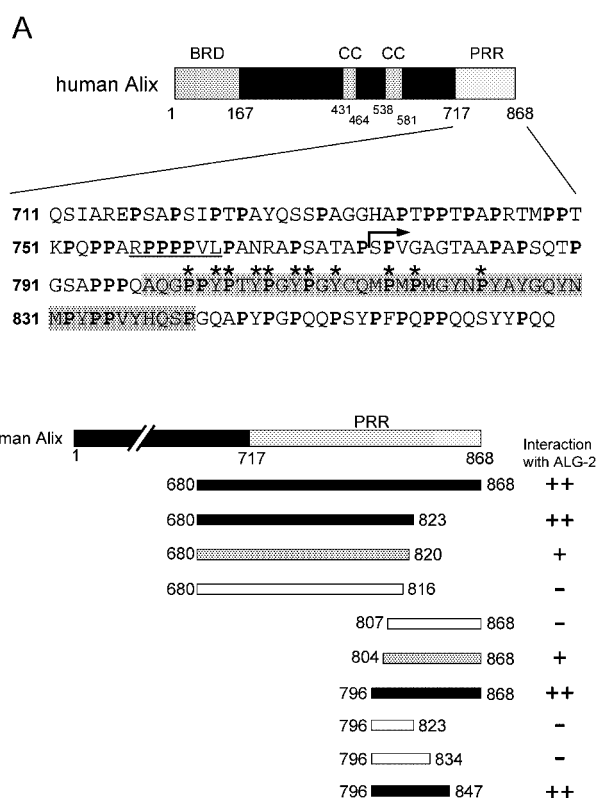 A
BRD CC CC PRR
human Alix
1 167 431 464 538 581 717 868
711 QSIAREPSAPSIPTPAYQSSPAGGHAPTPPTPAPRTMPPT
751 KPQPPARPPPPVLPANRAPSATAPSPVGAGTAAPAPSQTP
* ** ** ** * * * *
791 GSAPPPQAQGPPYPTYPGYPGYCQMPMPMGYNPYAYGQYN
831 MPYPPVYHQSPGQAPYPGPQQPSYPFPQPPQQSYYPQQ
PRR
man Alix
1 717 868
Interaction
with ALG-2
680 868 ++
680 823 ++
680 820 +
680 816 -
807 868 -
804 868 +
796 868 ++
796 823 -
796 834 -
796 847 ++